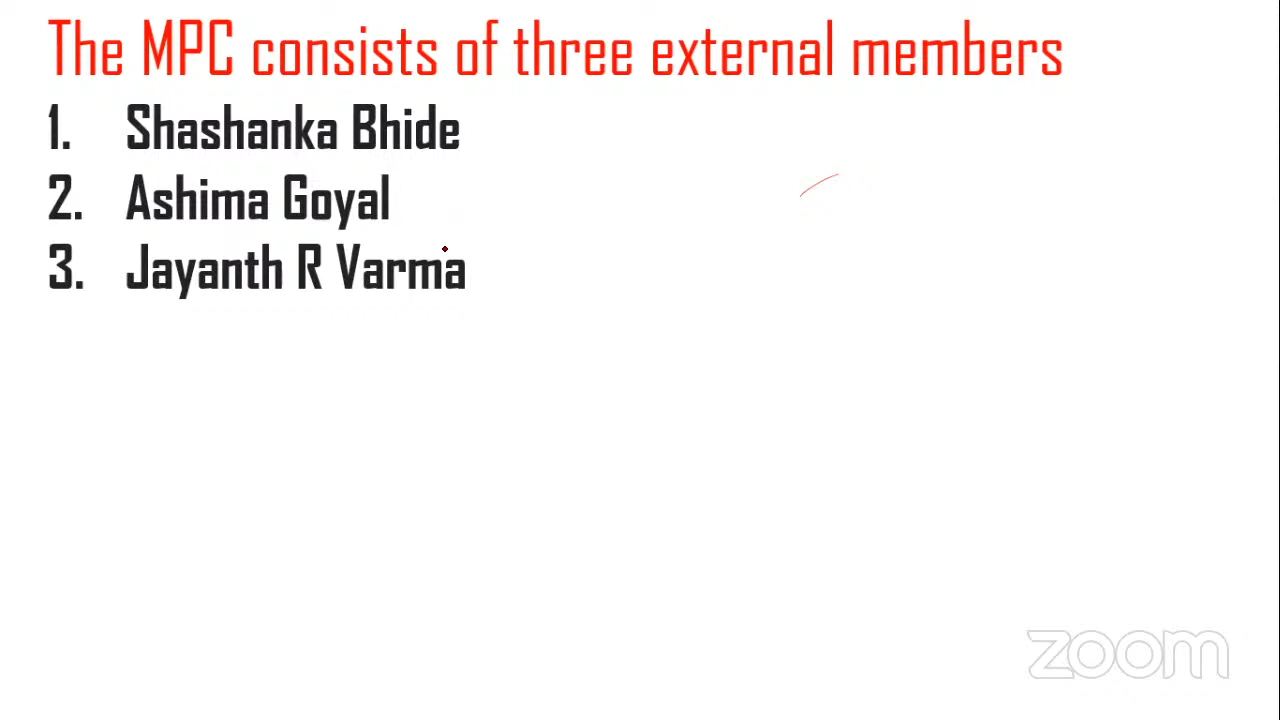 The MPC consists of three external members
1. Shashanka Bhide
2. Ashima Goyal
3. Jayanth R Varma
zoom